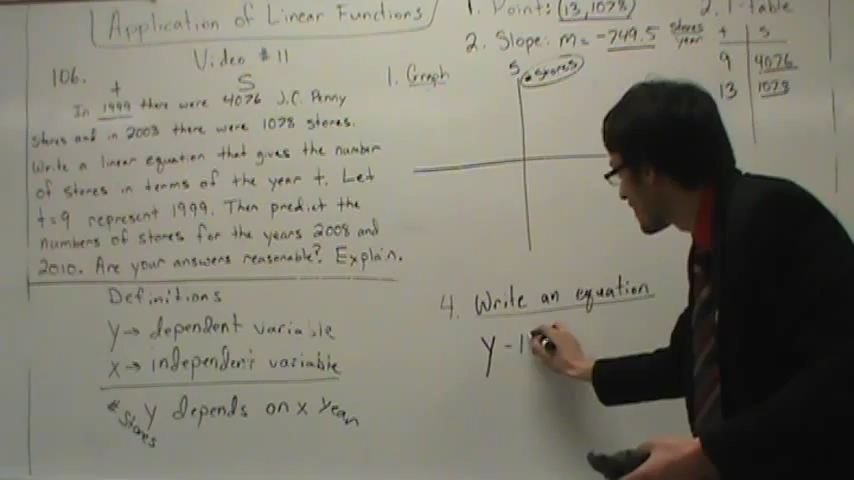 Application of Linear Functions
Video #11
106.
t
S
In 1999 there were 4076 J.C. Penny
stores and in 2003 there were 1078 stores.
Write a linear equation that gives the number
of stores in terms of the year t. Let
t=9 represent 1999. Then predict the
numbers of stores for the years 2008 and
2010. Are your answers reasonable? Explain.
Definitions
y→ dependent variable
x→ independent variable
y depends on x year
# stores
1. Point: (13,1078)
2. Slope: m= -749.5 stores
year
1. Graph
S
# stores
2. T-table
t S
9 4076
13 1078
4. Write an equation
y-1